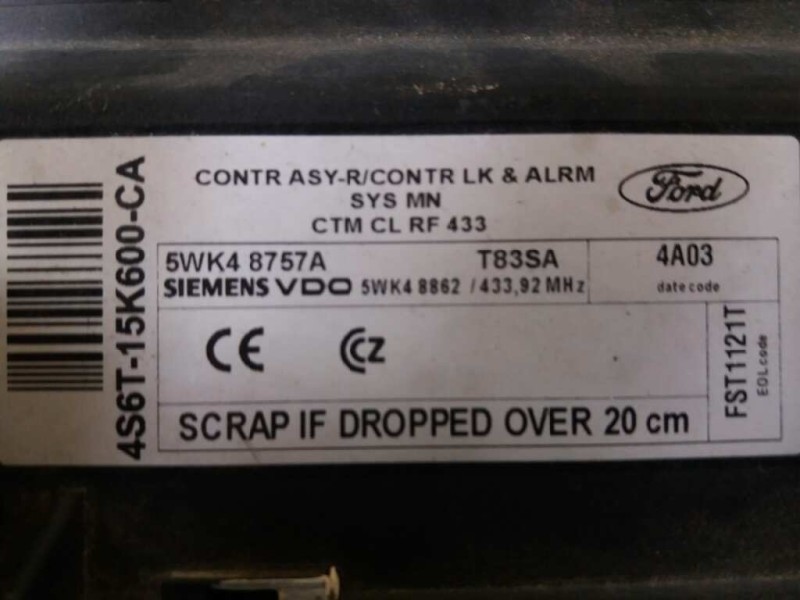 CONTR ASY-R/CONTR LK & ALRM
SYS MN
CTM CL RF 433
Ford
4S6T-15K600-CA
5WK4 8757A T83SA
SIEMENS VDO 5WK4 8862 / 433,92 MHz
4A03
date code
CE CCZ
FST1121T
EOL code
SCRAP IF DROPPED OVER 20 cm